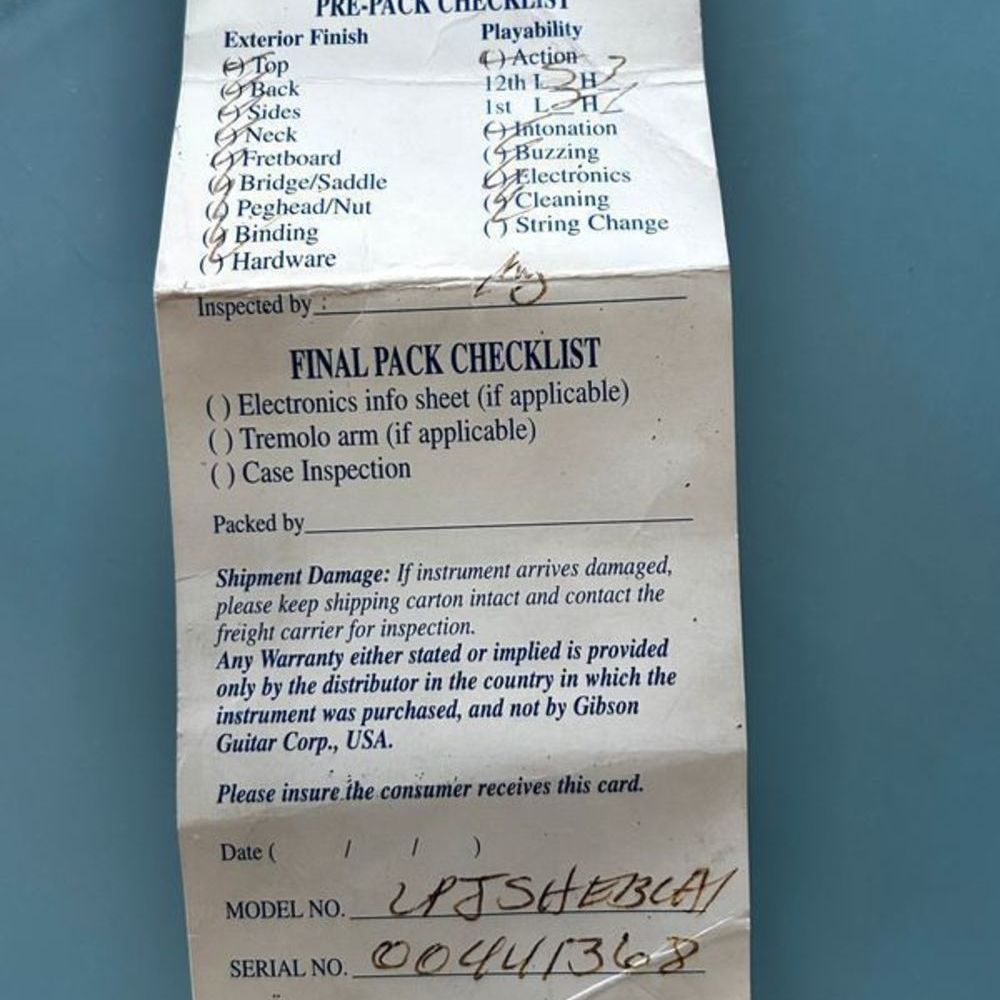 PRE-PACK CHECKLIST
Exterior Finish
( ) Top
( ) Back
( ) Sides
( ) Neck
( ) Fretboard
( ) Bridge/Saddle
( ) Peghead/Nut
( ) Binding
( ) Hardware
Playability
( ) Action
12th L H
1st L H
( ) Intonation
( ) Buzzing
( ) Electronics
( ) Cleaning
( ) String Change
Inspected by :
FINAL PACK CHECKLIST
( ) Electronics info sheet (if applicable)
( ) Tremolo arm (if applicable)
( ) Case Inspection
Packed by
Shipment Damage: If instrument arrives damaged,
please keep shipping carton intact and contact the
freight carrier for inspection.
Any Warranty either stated or implied is provided
only by the distributor in the country in which the
instrument was purchased, and not by Gibson
Guitar Corp., USA.
Please insure the consumer receives this card.
Date ( / / )
MODEL NO. LPJSHEBCH1
SERIAL NO. 00441368